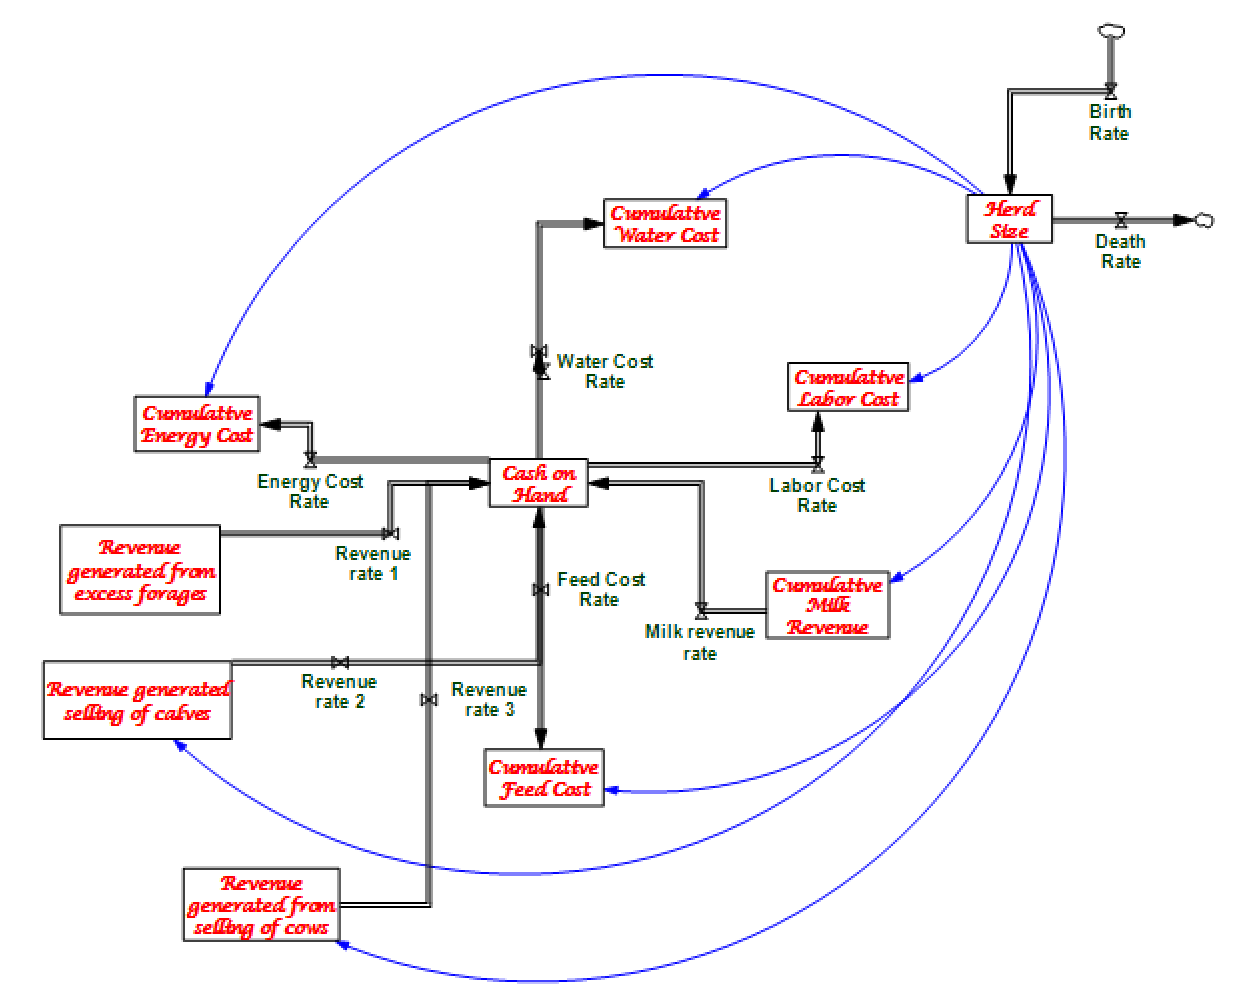 Birth
Rate
Herd
Size
Death
Rate
Cumulative
Water Cost
Water Cost
Rate
Cumulative
Labor Cost
Cumulative
Energy Cost
Energy Cost
Rate
Cash on
Hand
Labor Cost
Rate
Revenue
generated from
excess forages
Revenue
rate 1
Feed Cost
Rate
Cumulative
Milk
Revenue
Milk revenue
rate
Revenue generated
selling of calves
Revenue
rate 2
Revenue
rate 3
Cumulative
Feed Cost
Revenue
generated from
selling of cows